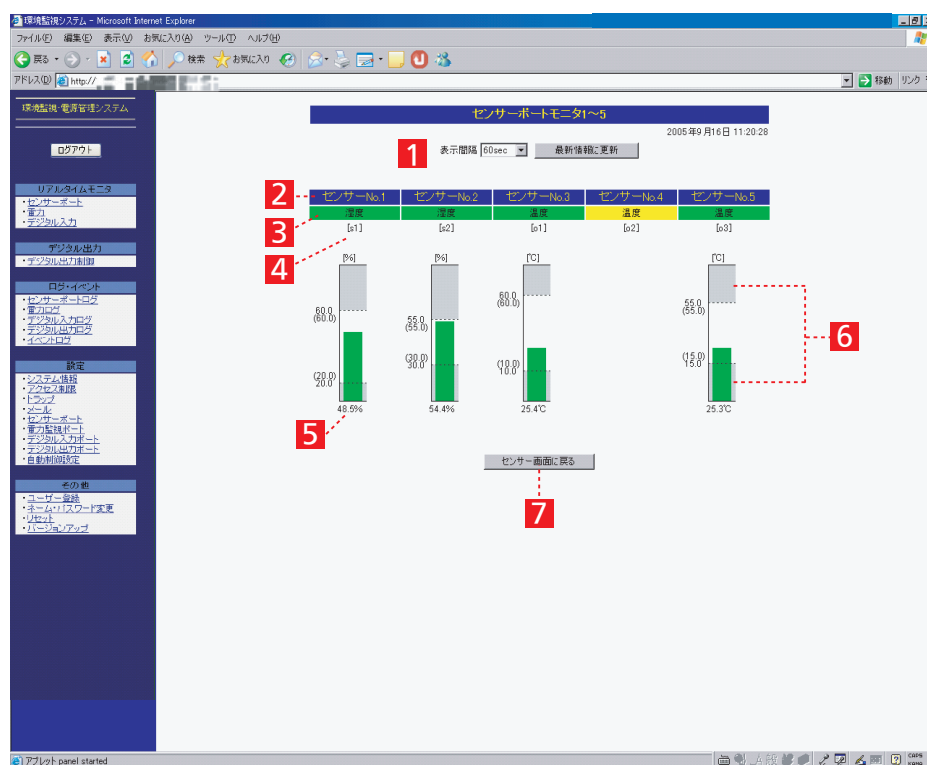 環境監視システム - Microsoft Internet Explorer
ファイル(F) 編集(E) 表示(V) お気に入り(A) ツール(T) ヘルプ(H)
戻る 検索 お気に入り
アドレス(D) http://
移動 リンク
環境監視・電源管理システム
ログアウト
リアルタイムモニタ
・センサーポート
・電力
・デジタル入力
デジタル出力
・デジタル出力制御
ログ・イベント
・センサーポートログ
・電力ログ
・デジタル入力ログ
・デジタル出力ログ
・イベントログ
設定
・システム情報
・アクセス制限
・トラップ
・メール
・センサーポート
・電力監視ポート
・デジタル入力ポート
・デジタル出力ポート
・自動制御設定
その他
・ユーザー登録
・ネーム・パスワード変更
・リセット
・バージョンアップ
センサーポートモニタ1～5
2005年9月16日 11:20:28
1 表示間隔 60sec 最新情報に更新
2 センサーNo.1 センサーNo.2 センサーNo.3 センサーNo.4 センサーNo.5
3 湿度 湿度 温度 温度 温度
4 [s1] [s2] [o1] [o2] [o3]
[%] [%] [℃] [℃]
60.0
(60.0)
(20.0)
20.0
48.5%
55.0
(55.0)
(30.0)
30.0
54.4%
60.0
(60.0)
(10.0)
10.0
25.4℃
55.0
(55.0)
(15.0)
15.0
25.3℃
5
6
センサー画面に戻る
7
アプレット panel started
A 般
CAPS
KANA